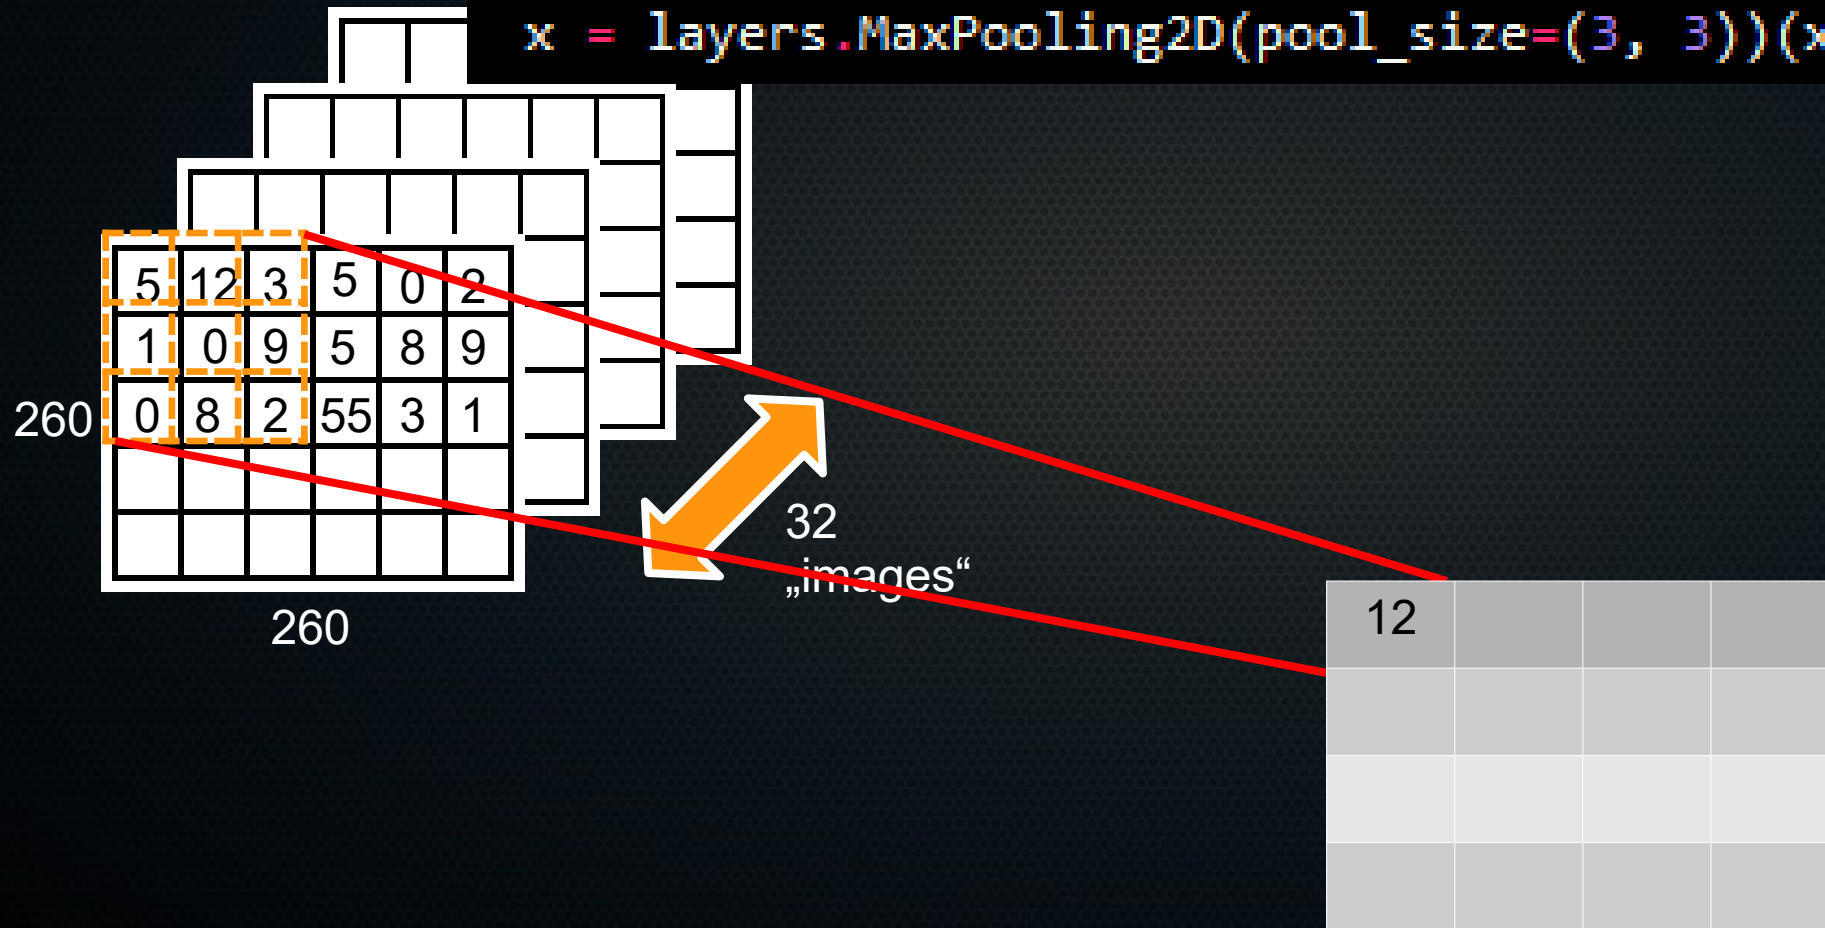 x = layers.MaxPooling2D(pool_size=(3, 3))(x
5 12 3 5 0 2
1 0 9 5 8 9
0 8 2 55 3 1
260
260
32
„images“
12